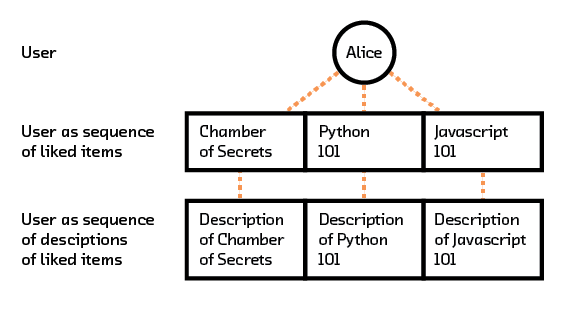 User
Alice
User as sequence
of liked items
Chamber
of Secrets
Python
101
Javascript
101
User as sequence
of desciptions
of liked items
Description
of Chamber
of Secrets
Description
of Python
101
Description
of Javascript
101